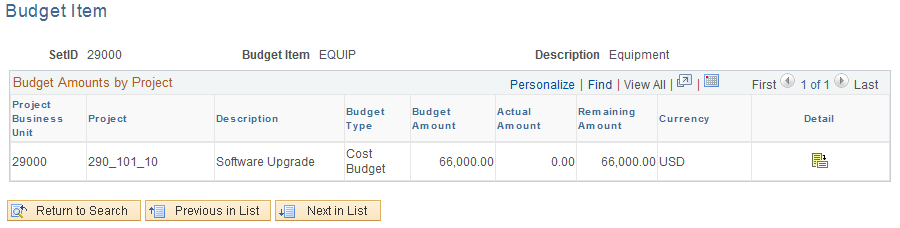 Budget Item
SetID 29000 Budget Item EQUIP Description Equipment
Budget Amounts by Project Personalize | Find | View All | | First 1 of 1 Last
Project Business Unit Project Description Budget Type Budget Amount Actual Amount Remaining Amount Currency Detail
29000 290_101_10 Software Upgrade Cost Budget 66,000.00 0.00 66,000.00 USD
Return to Search Previous in List Next in List